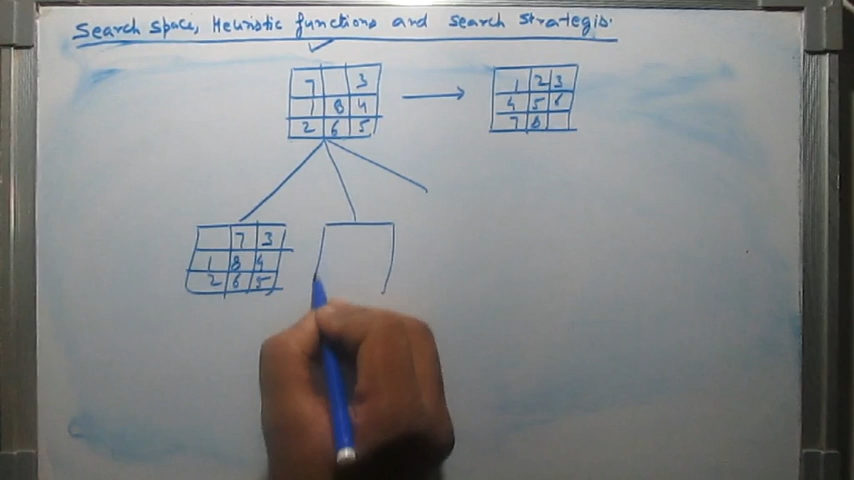 Search Space, Heuristic functions and search strategis.
7 3
1 8 4
2 6 5
1 2 3
4 5 6
7 8
7 3
1 8 4
2 6 5